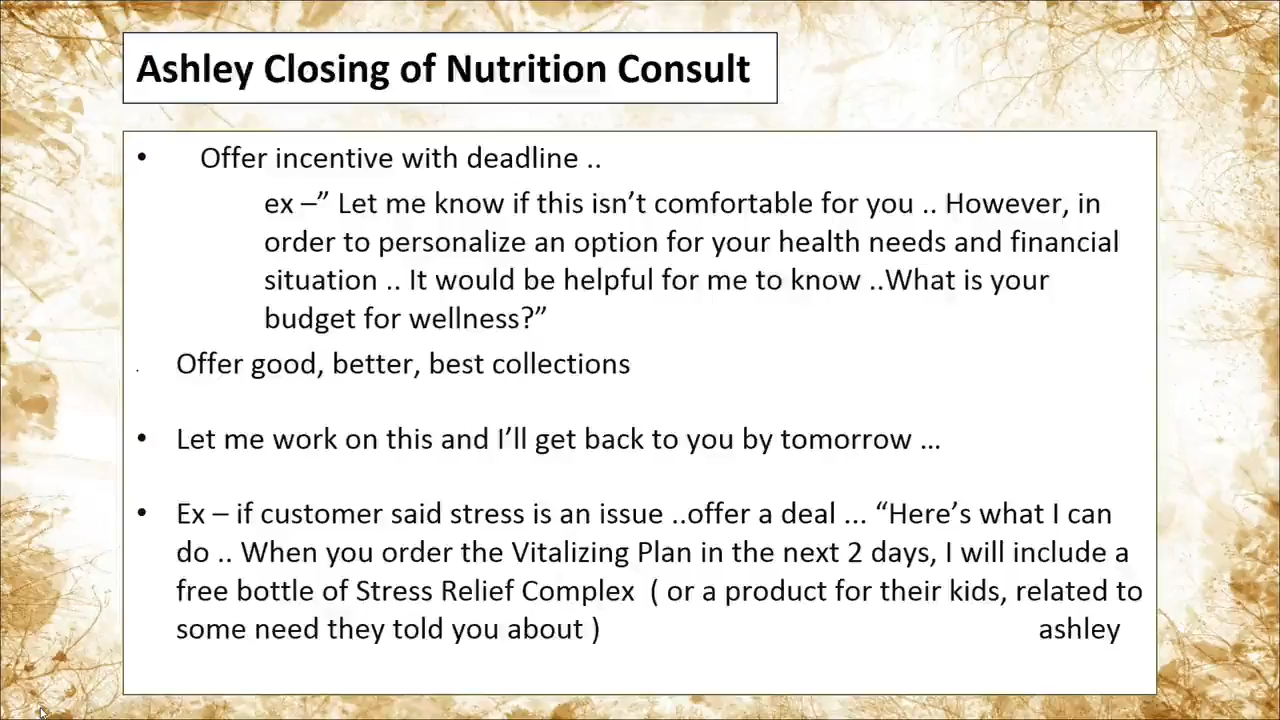 Ashley Closing of Nutrition Consult
• Offer incentive with deadline ..
ex –” Let me know if this isn’t comfortable for you .. However, in
order to personalize an option for your health needs and financial
situation .. It would be helpful for me to know ..What is your
budget for wellness?”
. Offer good, better, best collections
• Let me work on this and I’ll get back to you by tomorrow ...
• Ex – if customer said stress is an issue ..offer a deal ... “Here’s what I can
do .. When you order the Vitalizing Plan in the next 2 days, I will include a
free bottle of Stress Relief Complex ( or a product for their kids, related to
some need they told you about ) ashley